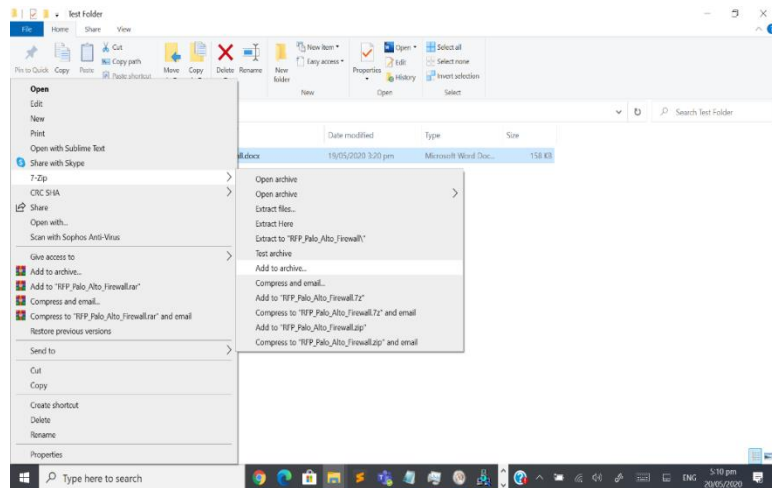 Test Folder
File Home Share View
Pin to Quick Copy Paste Cut Copy path Paste shortcut Move Copy Delete Rename New folder New item Easy access Properties Open Edit History Select all Select none Invert selection
New Open Select
Search Test Folder
Date modified Type Size
all.docx 19/05/2020 3:20 pm Microsoft Word Doc... 158 KB
Open
Edit
New
Print
Open with Sublime Text
Share with Skype
7-Zip
CRC SHA
Share
Open with...
Scan with Sophos Anti-Virus
Give access to
Add to archive...
Add to "RFP_Palo_Alto_Firewall.rar"
Compress and email...
Compress to "RFP_Palo_Alto_Firewall.rar" and email
Restore previous versions
Send to
Cut
Copy
Create shortcut
Delete
Rename
Properties
Open archive
Open archive
Extract files...
Extract Here
Extract to "RFP_Palo_Alto_Firewall\"
Test archive
Add to archive...
Compress and email...
Add to "RFP_Palo_Alto_Firewall.7z"
Compress to "RFP_Palo_Alto_Firewall.7z" and email
Add to "RFP_Palo_Alto_Firewall.zip"
Compress to "RFP_Palo_Alto_Firewall.zip" and email
Type here to search
ENG
5:10 pm
20/05/2020